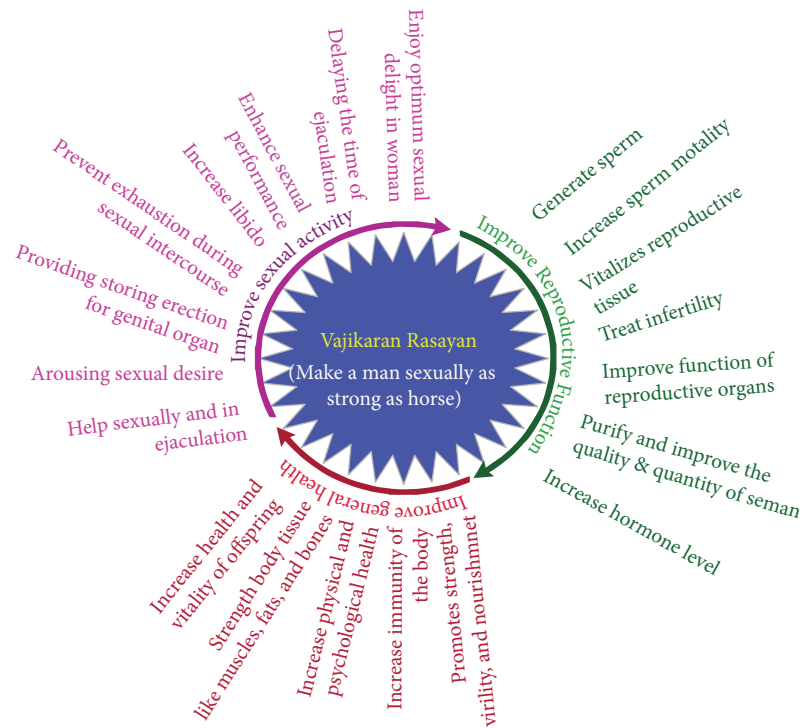 Vajikaran Rasayan
(Make a man sexually as
strong as horse)
Improve sexual activity
Help sexually and in
ejaculation
Arousing sexual desire
Providing storing erection
for genital organ
Prevent exhaustion during
sexual intercourse
Increase libido
Enhance sexual
performance
Delaying the time of
ejaculation
Enjoy optimum sexual
delight in woman
Improve Reproductive Function
Generate sperm
Increase sperm motality
Vitalizes reproductive
tissue
Treat infertility
Improve function of
reproductive organs
Purify and improve the
quality & quantity of seman
Increase hormone level
Improve general health
Promotes strength,
virility, and nourishmnet
Increase immunity of
the body
Increase physical and
psychological health
Strength body tissue
like muscles, fats, and bones
Increase health and
vitality of offspring